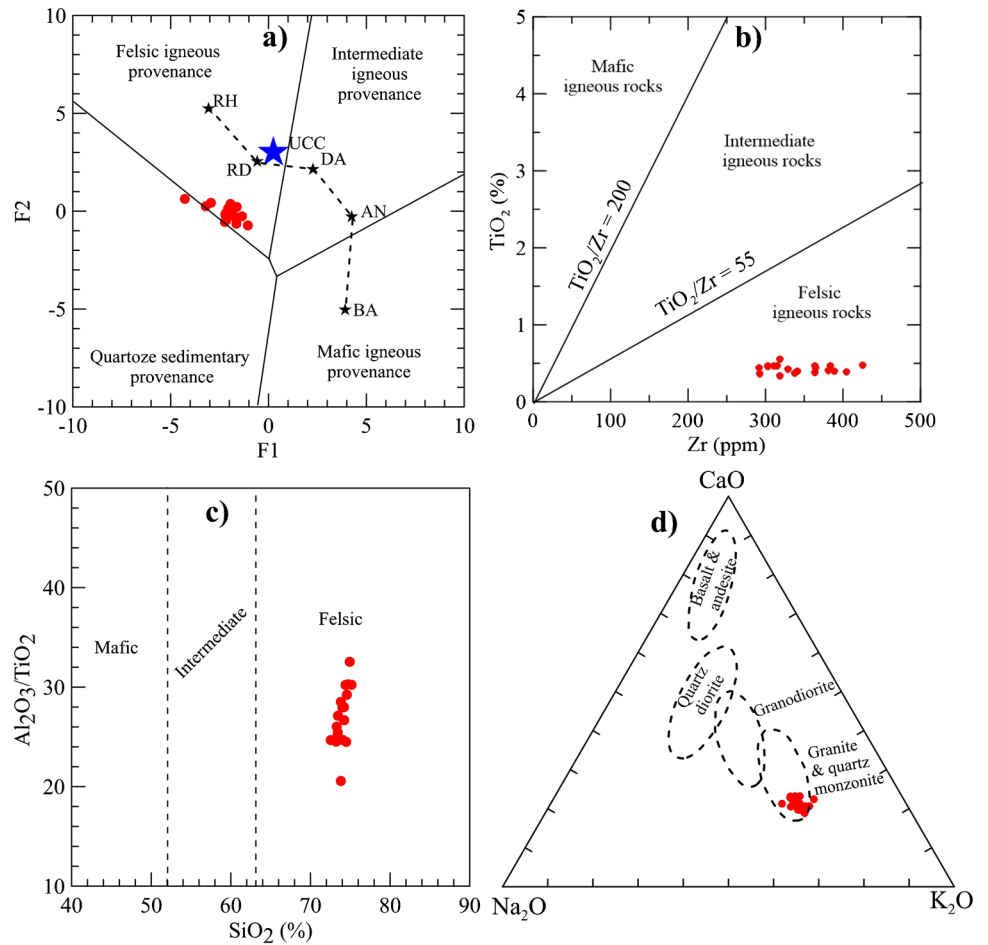 a)
Felsic igneous
provenance
Intermediate
igneous
provenance
RH
UCC
RD
DA
AN
BA
Quartoze sedimentary
provenance
Mafic igneous
provenance
10
5
0
-5
-10
-10
-5
0
5
10
F2
F1
b)
Mafic
igneous rocks
Intermediate
igneous rocks
TiO₂/Zr = 200
TiO₂/Zr = 55
Felsic
igneous rocks
5
4
3
2
1
0
0
100
200
300
400
500
TiO₂ (%)
Zr (ppm)
c)
Mafic
Intermediate
Felsic
50
40
30
20
10
40
50
60
70
80
90
Al₂O₃/TiO₂
SiO₂ (%)
d)
CaO
Basalt &
andesite
Quartz
diorite
Granodiorite
Granite
& quartz
monzonite
Na₂O
K₂O